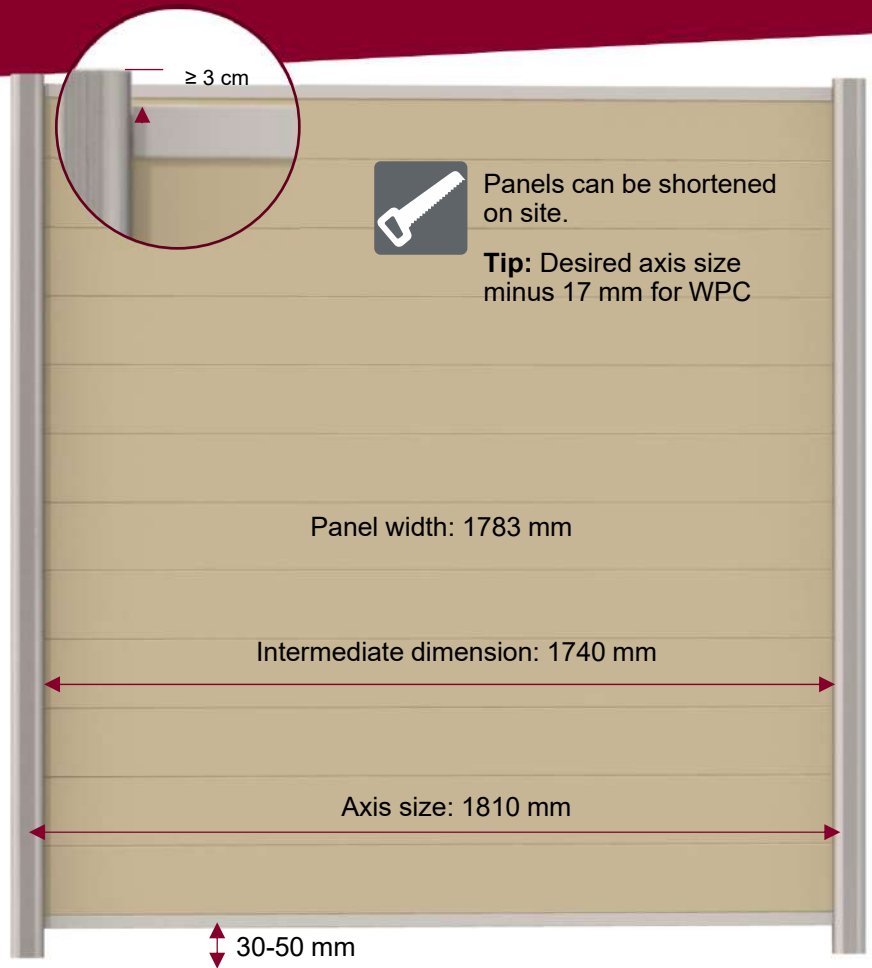 ≥ 3 cm
Panels can be shortened
on site.
Tip: Desired axis size
minus 17 mm for WPC
Panel width: 1783 mm
Intermediate dimension: 1740 mm
Axis size: 1810 mm
30-50 mm